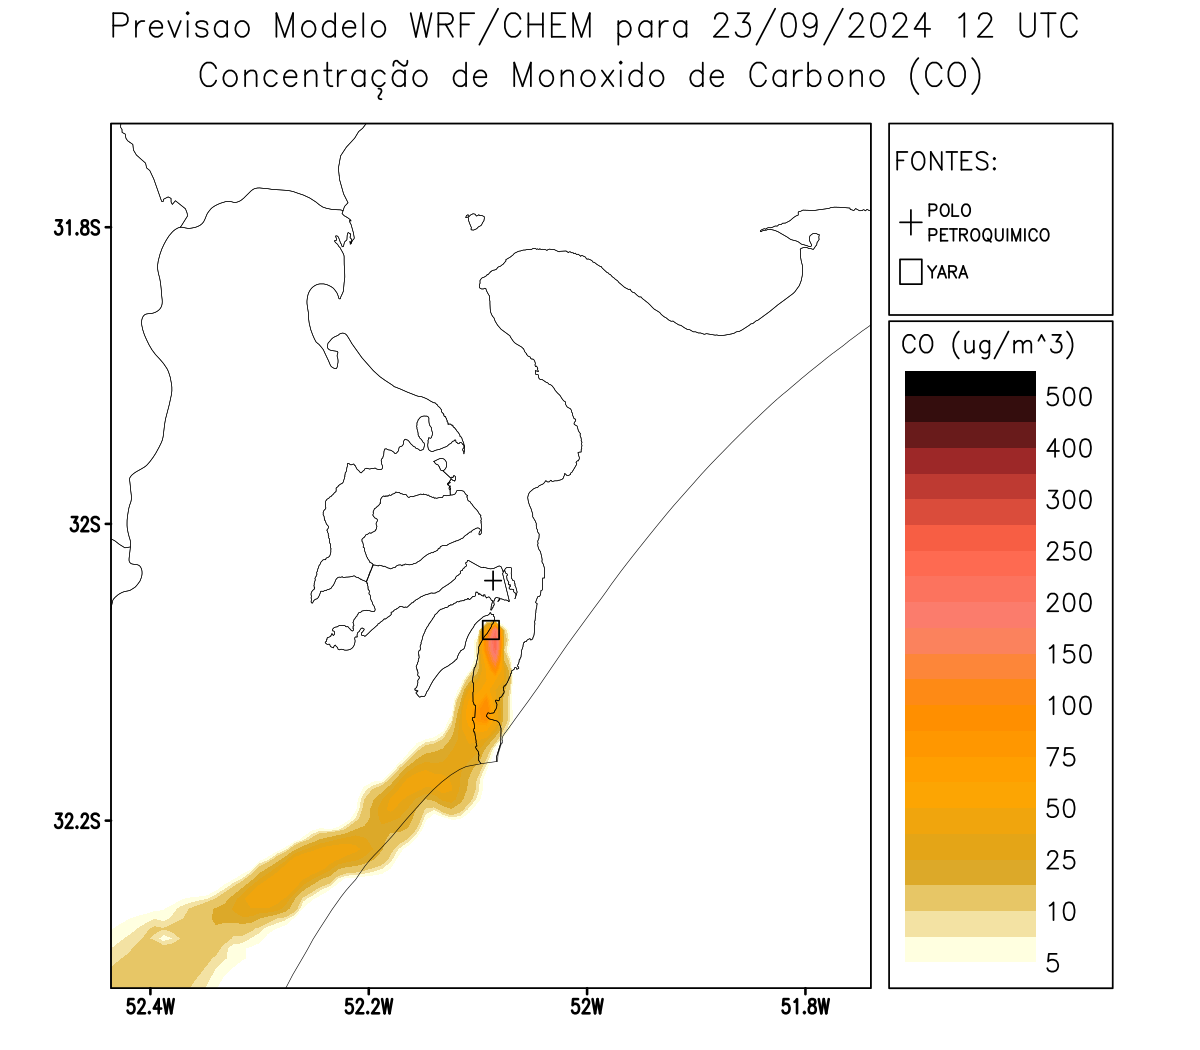 Previsao Modelo WRF/CHEM para 23/09/2024 12 UTC
Concentração de Monoxido de Carbono (CO)
FONTES:
POLO
PETROQUIMICO
YARA
CO (ug/m^3)
500
400
300
250
200
150
100
75
50
25
10
5
31.8S
32S
32.2S
52.4W
52.2W
52W
51.8W